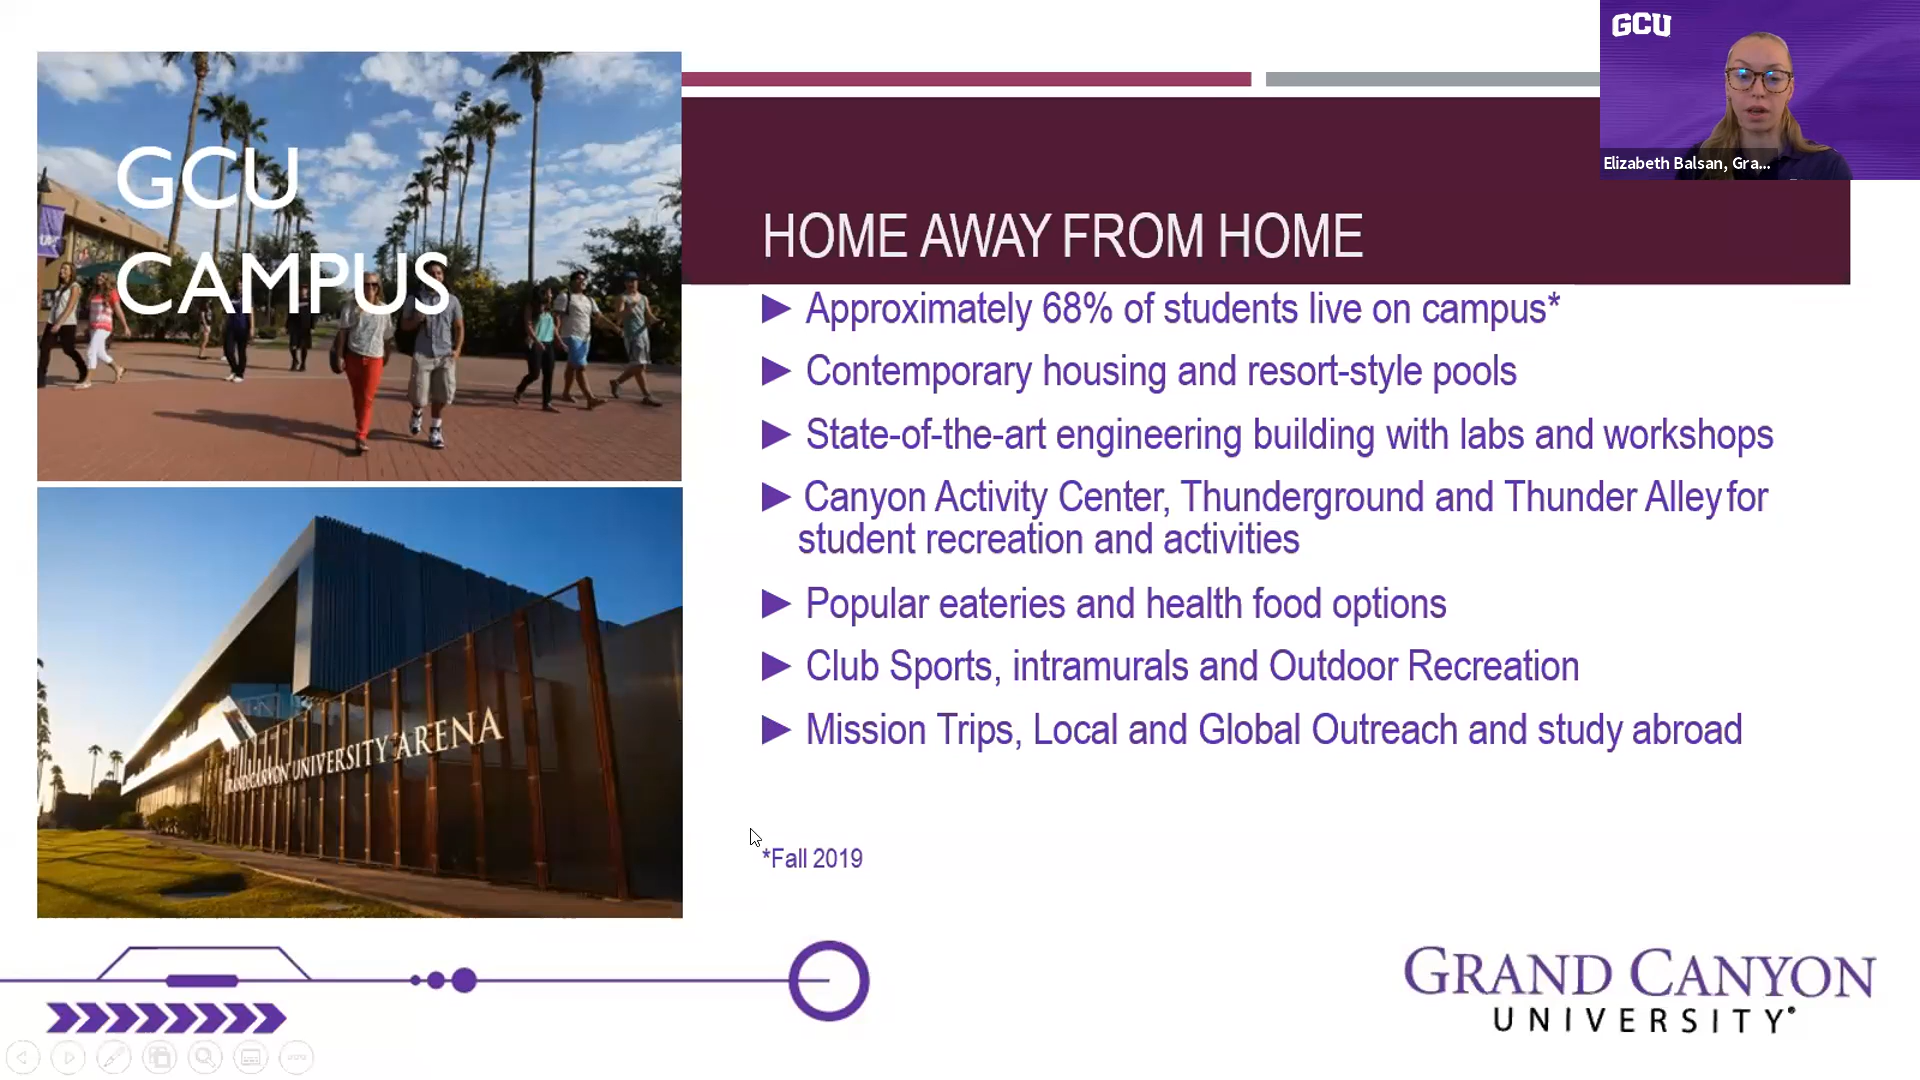 GCU
Elizabeth Balsan, Gra...
GCU
CAMPUS
HOME AWAY FROM HOME
► Approximately 68% of students live on campus*
► Contemporary housing and resort-style pools
► State-of-the-art engineering building with labs and workshops
► Canyon Activity Center, Thunderground and Thunder Alley for
student recreation and activities
► Popular eateries and health food options
► Club Sports, intramurals and Outdoor Recreation
► Mission Trips, Local and Global Outreach and study abroad
*Fall 2019
GRAND CANYON UNIVERSITY ARENA
GRAND CANYON
UNIVERSITY®